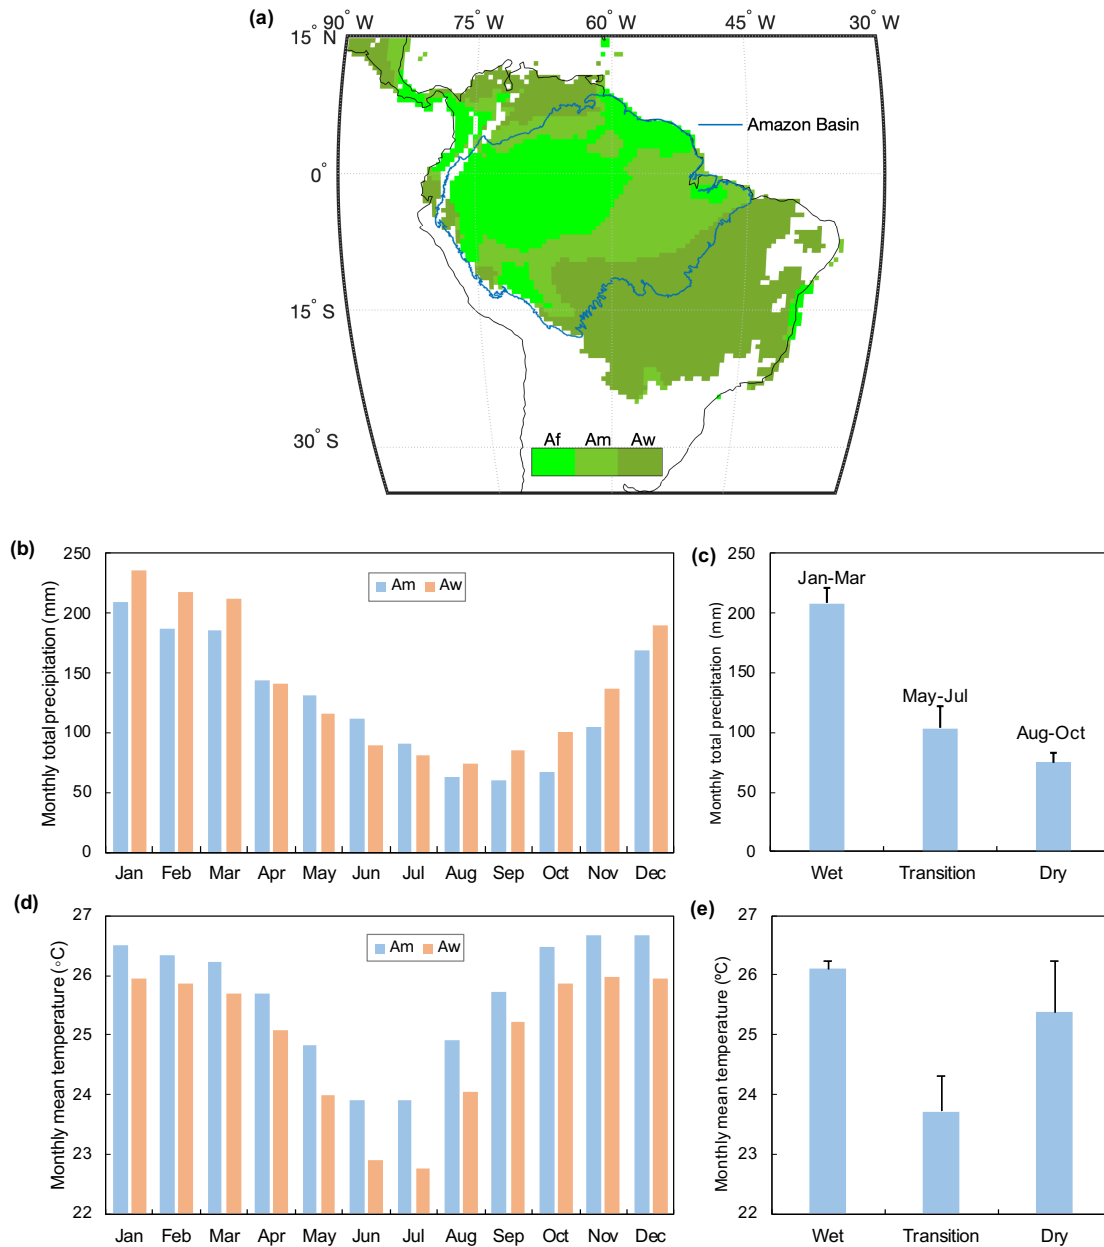 (a)
90° W 75° W 60° W 45° W 30° W
15° N
Amazon Basin
0°
15° S
30° S
Af Am Aw
(b)
250
200
150
100
50
0
Monthly total precipitation (mm)
Am Aw
Jan Feb Mar Apr May Jun Jul Aug Sep Oct Nov Dec
(c)
250
200
150
100
50
0
Monthly total precipitation (mm)
Jan-Mar
May-Jul
Aug-Oct
Wet Transition Dry
(d)
27
26
25
24
23
22
Monthly mean temperature (°C)
Am Aw
Jan Feb Mar Apr May Jun Jul Aug Sep Oct Nov Dec
(e)
27
26
25
24
23
22
Monthly mean temperature (ºC)
Wet Transition Dry